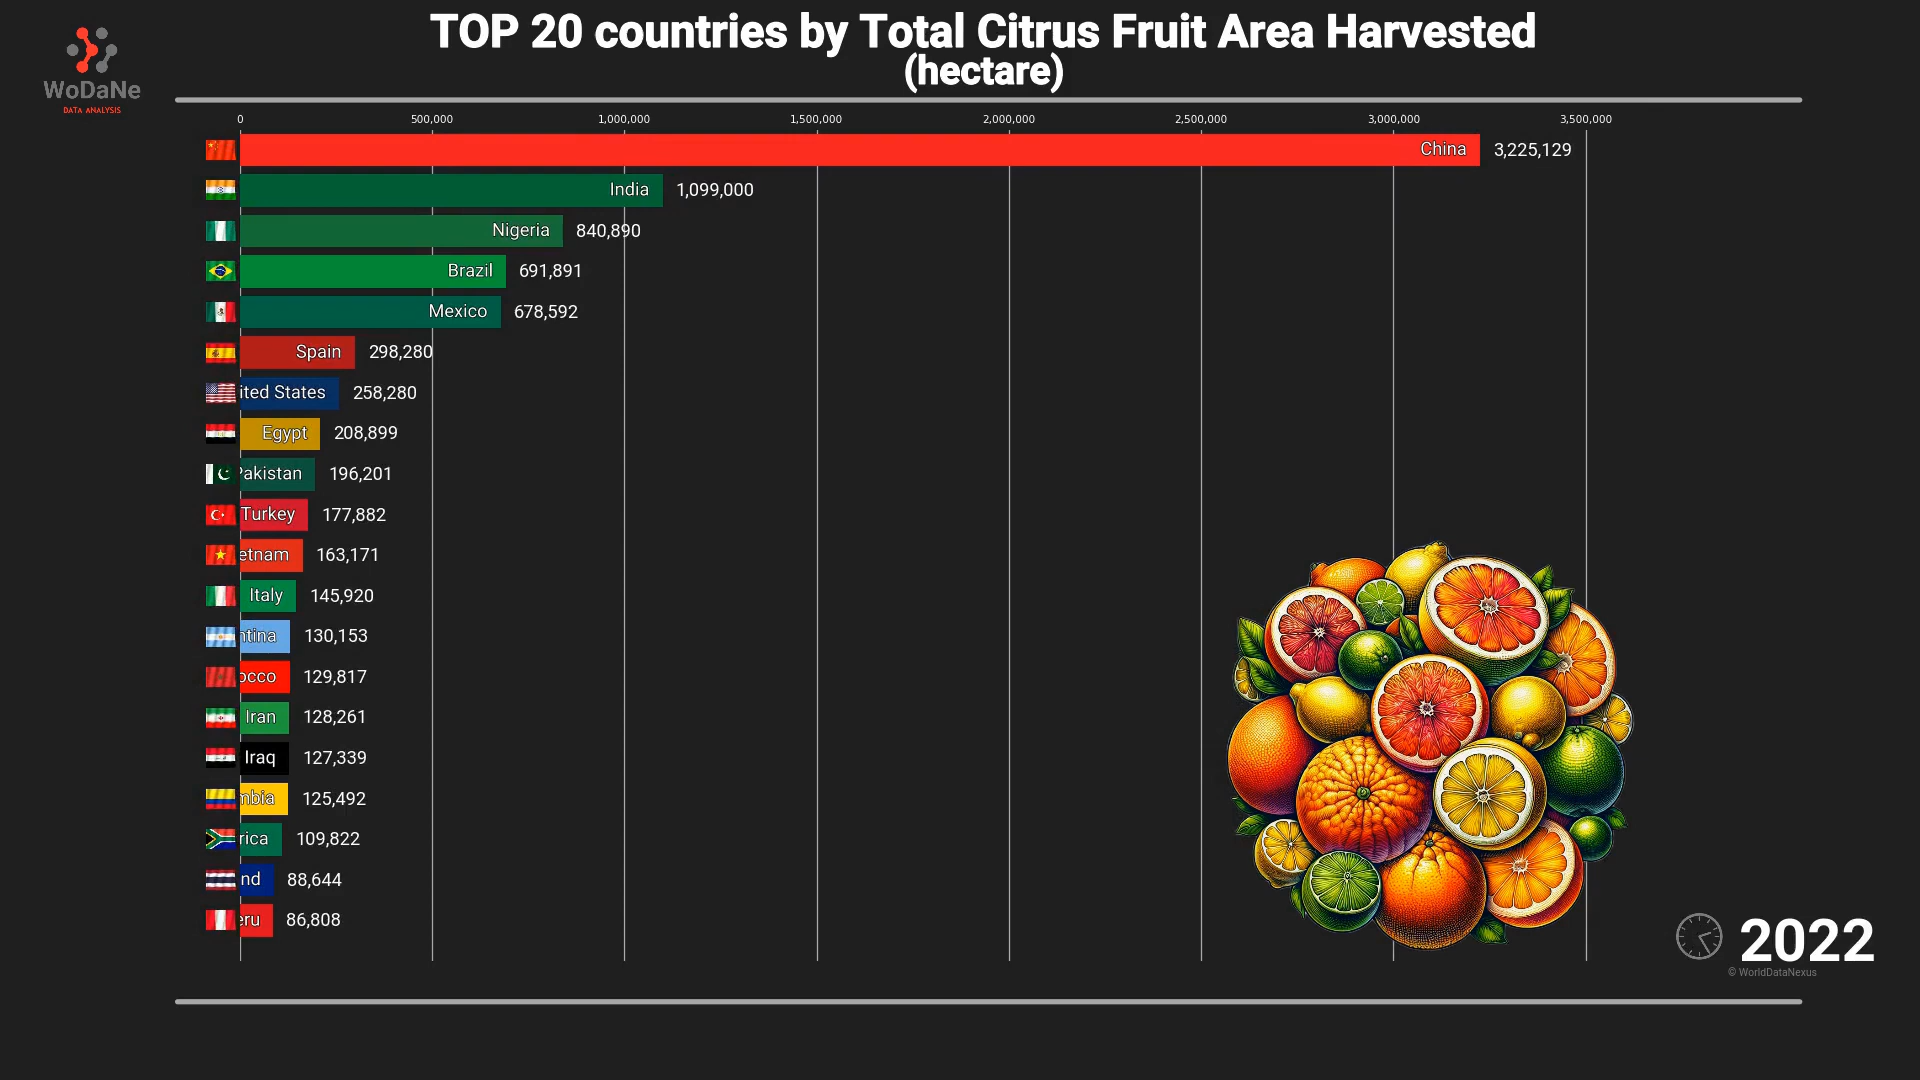 TOP 20 countries by Total Citrus Fruit Area Harvested
(hectare)
WoDaNe
DATA ANALYSIS
0 500,000 1,000,000 1,500,000 2,000,000 2,500,000 3,000,000 3,500,000
China 3,225,129
India 1,099,000
Nigeria 840,890
Brazil 691,891
Mexico 678,592
Spain 298,280
ited States 258,280
Egypt 208,899
Pakistan 196,201
Turkey 177,882
etnam 163,171
Italy 145,920
ntina 130,153
occo 129,817
Iran 128,261
Iraq 127,339
mbia 125,492
rica 109,822
nd 88,644
eru 86,808
2022
© WorldDataNexus